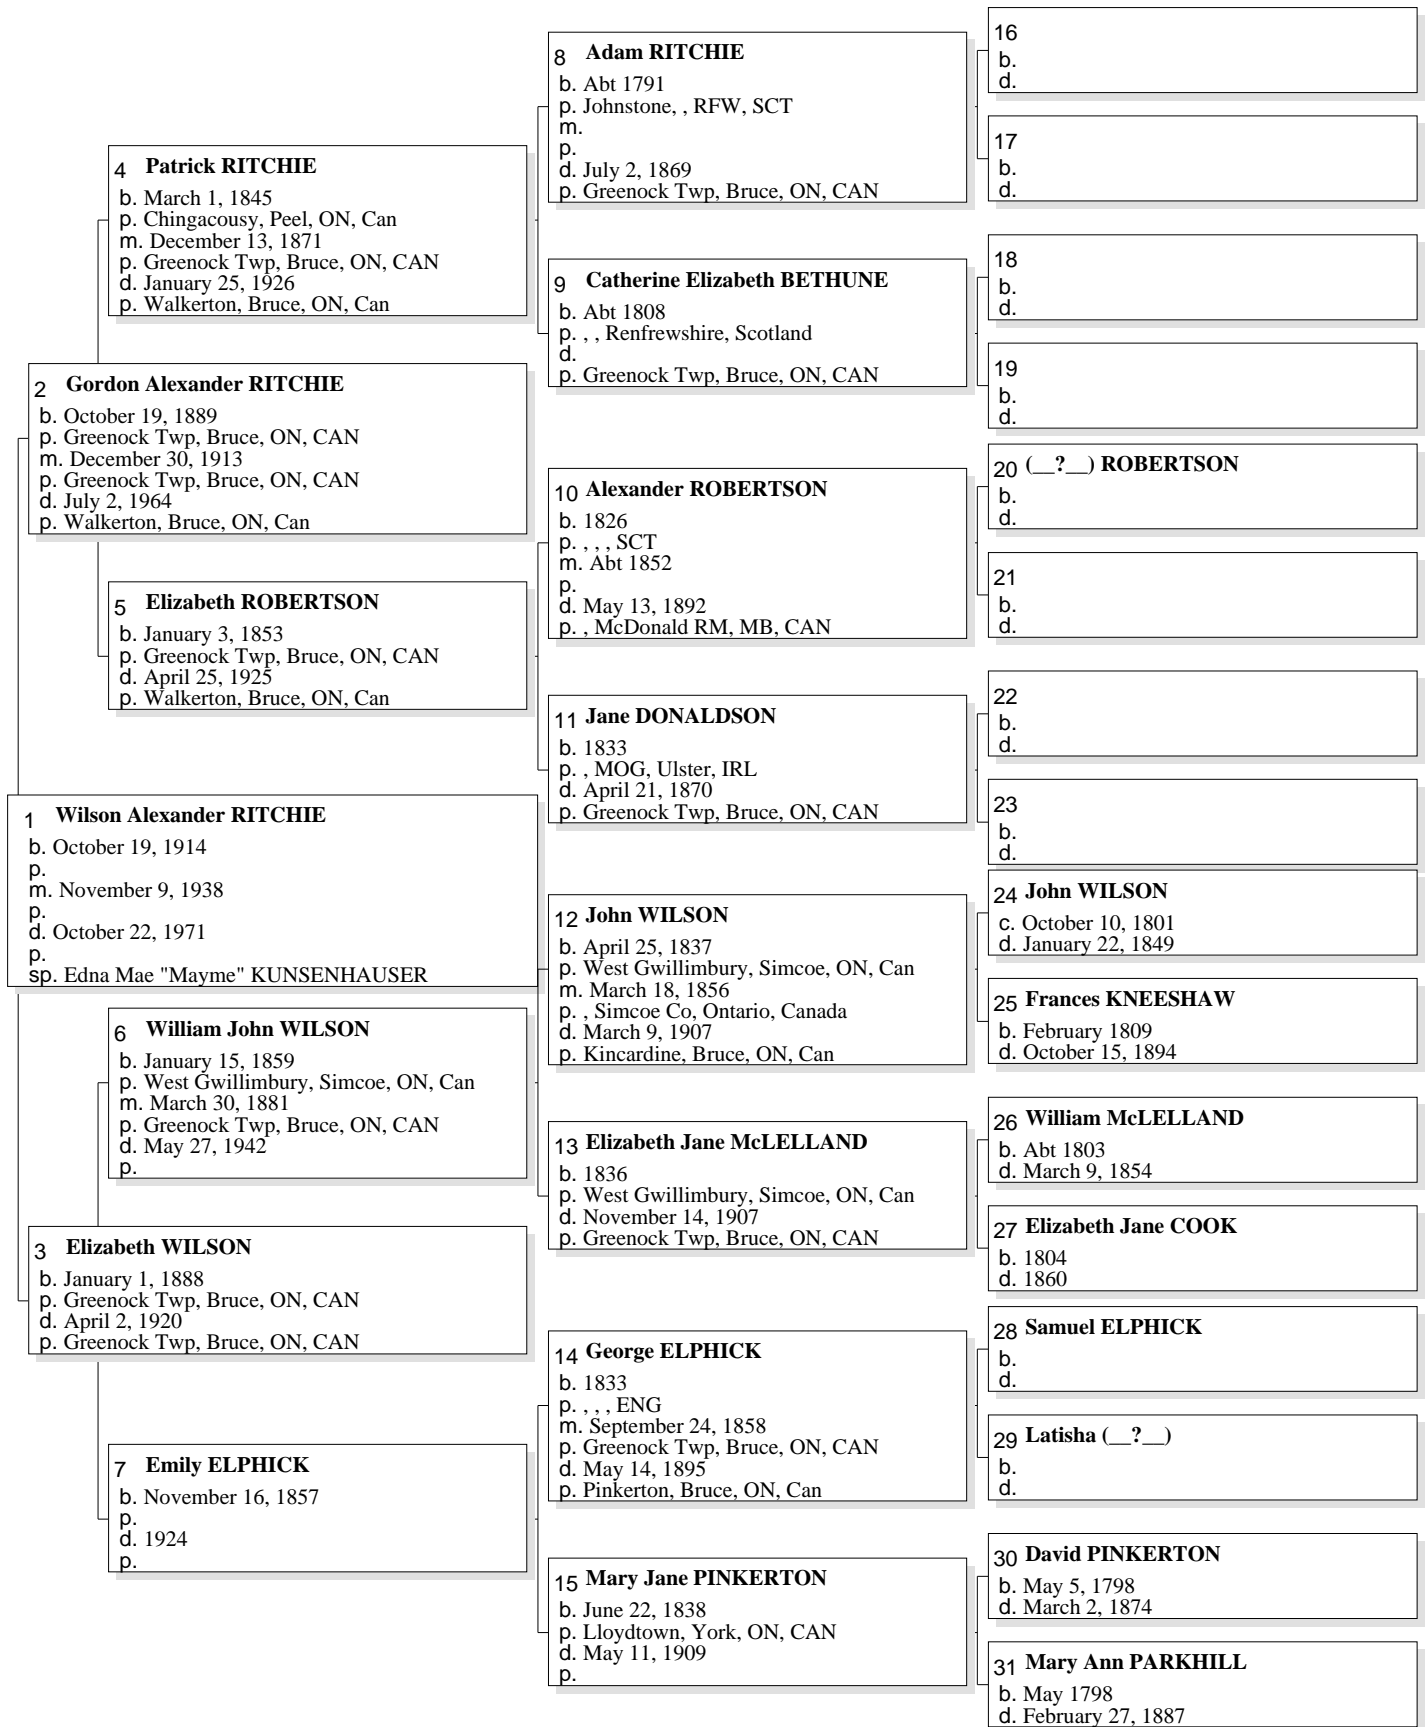 1 Wilson Alexander RITCHIE
b. October 19, 1914
p.
m. November 9, 1938
p.
d. October 22, 1971
p.
sp. Edna Mae "Mayme" KUNSENHAUSER
2 Gordon Alexander RITCHIE
b. October 19, 1889
p. Greenock Twp, Bruce, ON, CAN
m. December 30, 1913
p. Greenock Twp, Bruce, ON, CAN
d. July 2, 1964
p. Walkerton, Bruce, ON, Can
3 Elizabeth WILSON
b. January 1, 1888
p. Greenock Twp, Bruce, ON, CAN
d. April 2, 1920
p. Greenock Twp, Bruce, ON, CAN
4 Patrick RITCHIE
b. March 1, 1845
p. Chingacousy, Peel, ON, Can
m. December 13, 1871
p. Greenock Twp, Bruce, ON, CAN
d. January 25, 1926
p. Walkerton, Bruce, ON, Can
5 Elizabeth ROBERTSON
b. January 3, 1853
p. Greenock Twp, Bruce, ON, CAN
d. April 25, 1925
p. Walkerton, Bruce, ON, Can
6 William John WILSON
b. January 15, 1859
p. West Gwillimbury, Simcoe, ON, Can
m. March 30, 1881
p. Greenock Twp, Bruce, ON, CAN
d. May 27, 1942
p.
7 Emily ELPHICK
b. November 16, 1857
p.
d. 1924
p.
8 Adam RITCHIE
b. Abt 1791
p. Johnstone, , RFW, SCT
m.
p.
d. July 2, 1869
p. Greenock Twp, Bruce, ON, CAN
9 Catherine Elizabeth BETHUNE
b. Abt 1808
p. , , Renfrewshire, Scotland
d.
p. Greenock Twp, Bruce, ON, CAN
10 Alexander ROBERTSON
b. 1826
p. , , , SCT
m. Abt 1852
p.
d. May 13, 1892
p. , McDonald RM, MB, CAN
11 Jane DONALDSON
b. 1833
p. , MOG, Ulster, IRL
d. April 21, 1870
p. Greenock Twp, Bruce, ON, CAN
12 John WILSON
b. April 25, 1837
p. West Gwillimbury, Simcoe, ON, Can
m. March 18, 1856
p. , Simcoe Co, Ontario, Canada
d. March 9, 1907
p. Kincardine, Bruce, ON, Can
13 Elizabeth Jane McLELLAND
b. 1836
p. West Gwillimbury, Simcoe, ON, Can
d. November 14, 1907
p. Greenock Twp, Bruce, ON, CAN
14 George ELPHICK
b. 1833
p. , , , ENG
m. September 24, 1858
p. Greenock Twp, Bruce, ON, CAN
d. May 14, 1895
p. Pinkerton, Bruce, ON, Can
15 Mary Jane PINKERTON
b. June 22, 1838
p. Lloydtown, York, ON, CAN
d. May 11, 1909
p.
16
b.
d.
17
b.
d.
18
b.
d.
19
b.
d.
20 (__?__) ROBERTSON
b.
d.
21
b.
d.
22
b.
d.
23
b.
d.
24 John WILSON
c. October 10, 1801
d. January 22, 1849
25 Frances KNEESHAW
b. February 1809
d. October 15, 1894
26 William McLELLAND
b. Abt 1803
d. March 9, 1854
27 Elizabeth Jane COOK
b. 1804
d. 1860
28 Samuel ELPHICK
b.
d.
29 Latisha (__?__)
b.
d.
30 David PINKERTON
b. May 5, 1798
d. March 2, 1874
31 Mary Ann PARKHILL
b. May 1798
d. February 27, 1887